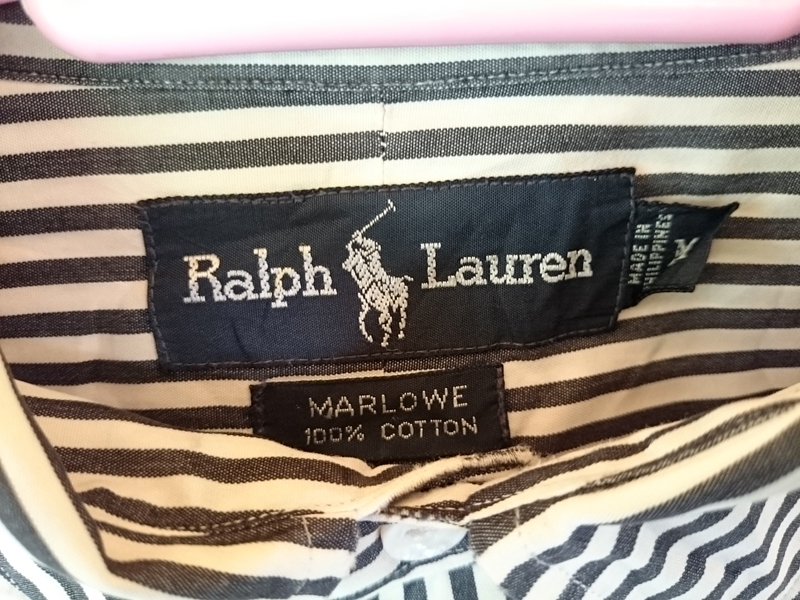 Ralph Lauren
MADE IN
PHILIPPINES
MARLOWE
100% COTTON